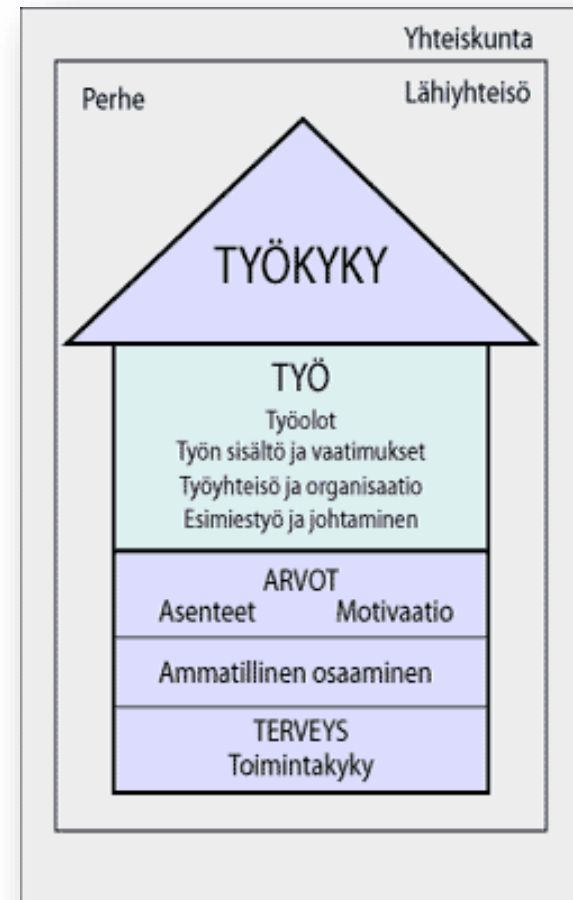 Yhteiskunta
Perhe Lähiyhteisö
TYÖKYKY
TYÖ
Työolot
Työn sisältö ja vaatimukset
Työyhteisö ja organisaatio
Esimiestyö ja johtaminen
ARVOT
Asenteet Motivaatio
Ammatillinen osaaminen
TERVEYS
Toimintakyky